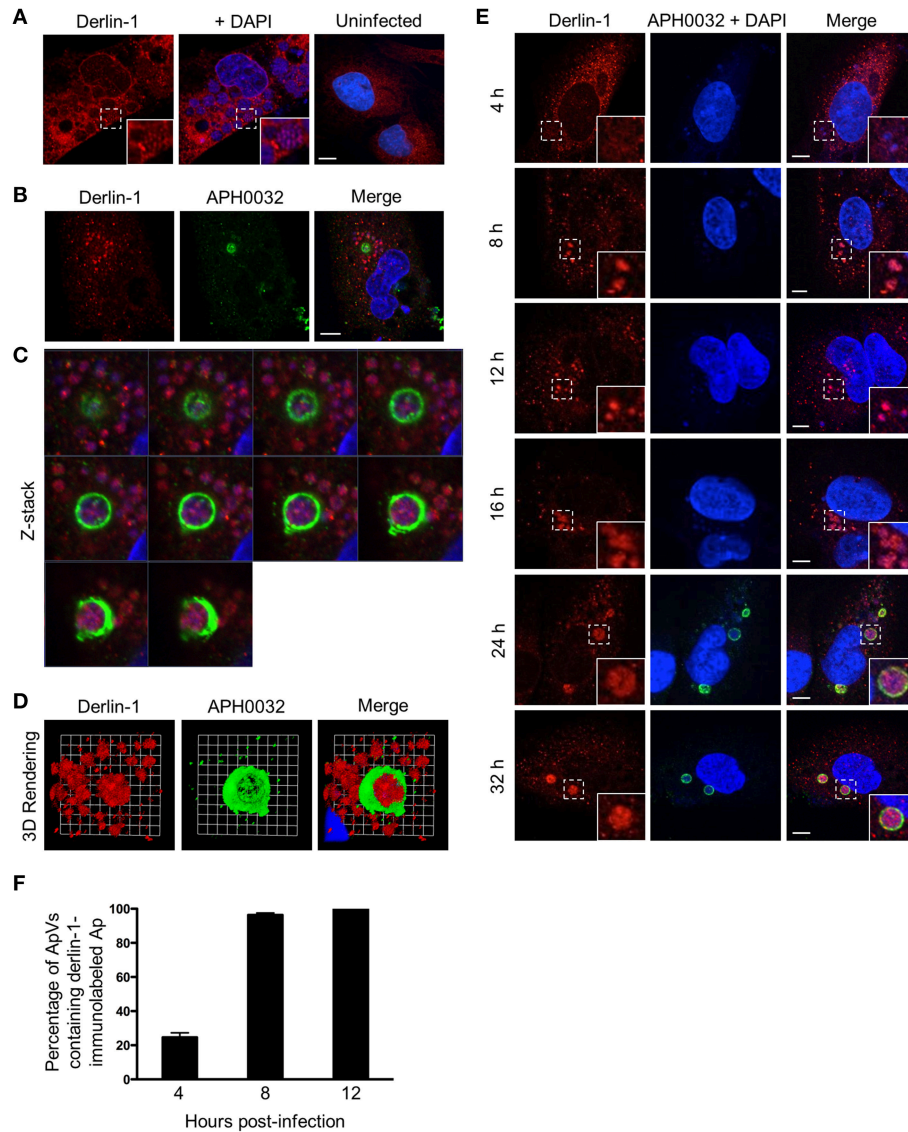 A
Derlin-1
+ DAPI
Uninfected
B
Derlin-1
APH0032
Merge
C
Z-stack
D
Derlin-1
APH0032
Merge
3D Rendering
E
Derlin-1
APH0032 + DAPI
Merge
4 h
8 h
12 h
16 h
24 h
32 h
F
Percentage of ApVs
containing derlin-1-
immunolabeled Ap
100
80
60
40
20
0
4
8
12
Hours post-infection